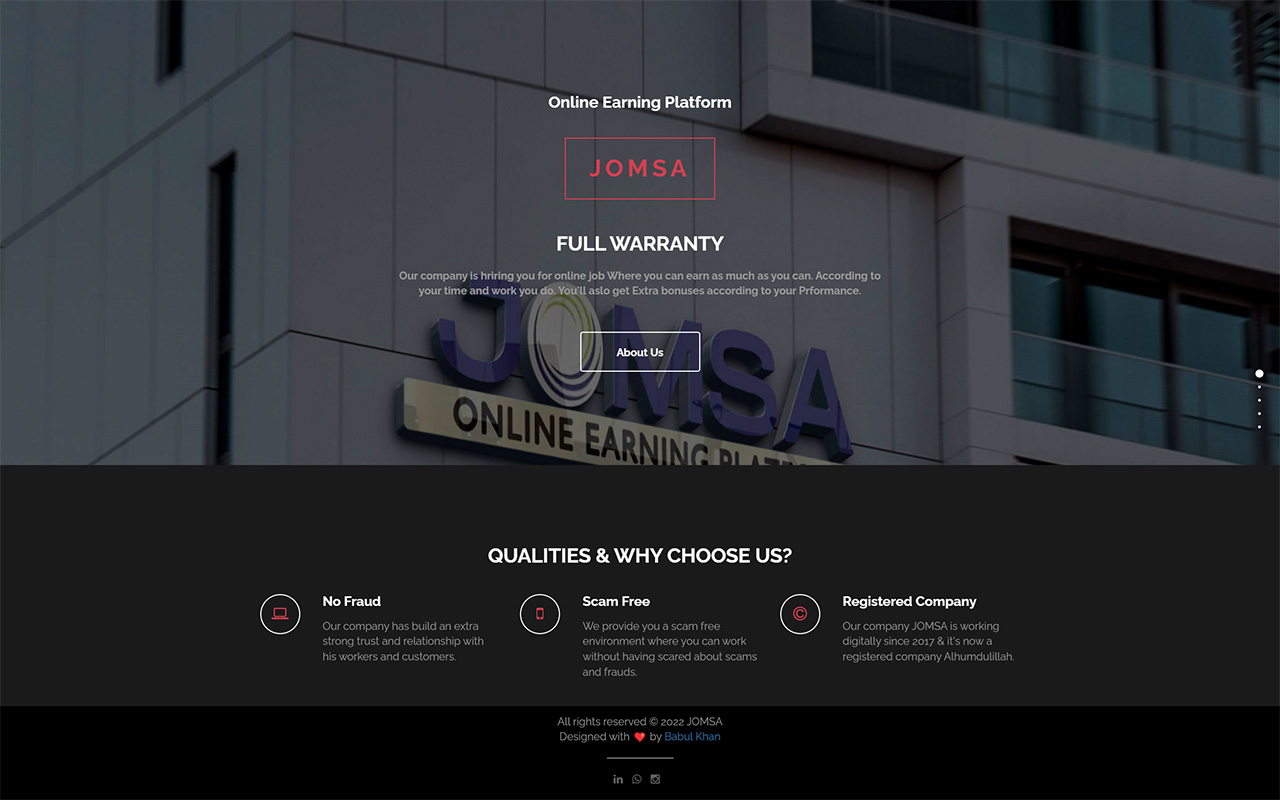 Online Earning Platform
JOMSA
FULL WARRANTY
Our company is hriring you for online job Where you can earn as much as you can. According to
your time and work you do. You'll aslo get Extra bonuses according to your Prformance.
JOMSA
About Us
ONLINE EARNING PLATFO
QUALITIES & WHY CHOOSE US?
No Fraud
Our company has build an extra
strong trust and relationship with
his workers and customers.
Scam Free
We provide you a scam free
environment where you can work
without having scared about scams
and frauds.
Registered Company
Our company JOMSA is working
digitally since 2017 & it's now a
registered company Alhumdulillah.
All rights reserved © 2022 JOMSA
Designed with ❤️ by Babul Khan